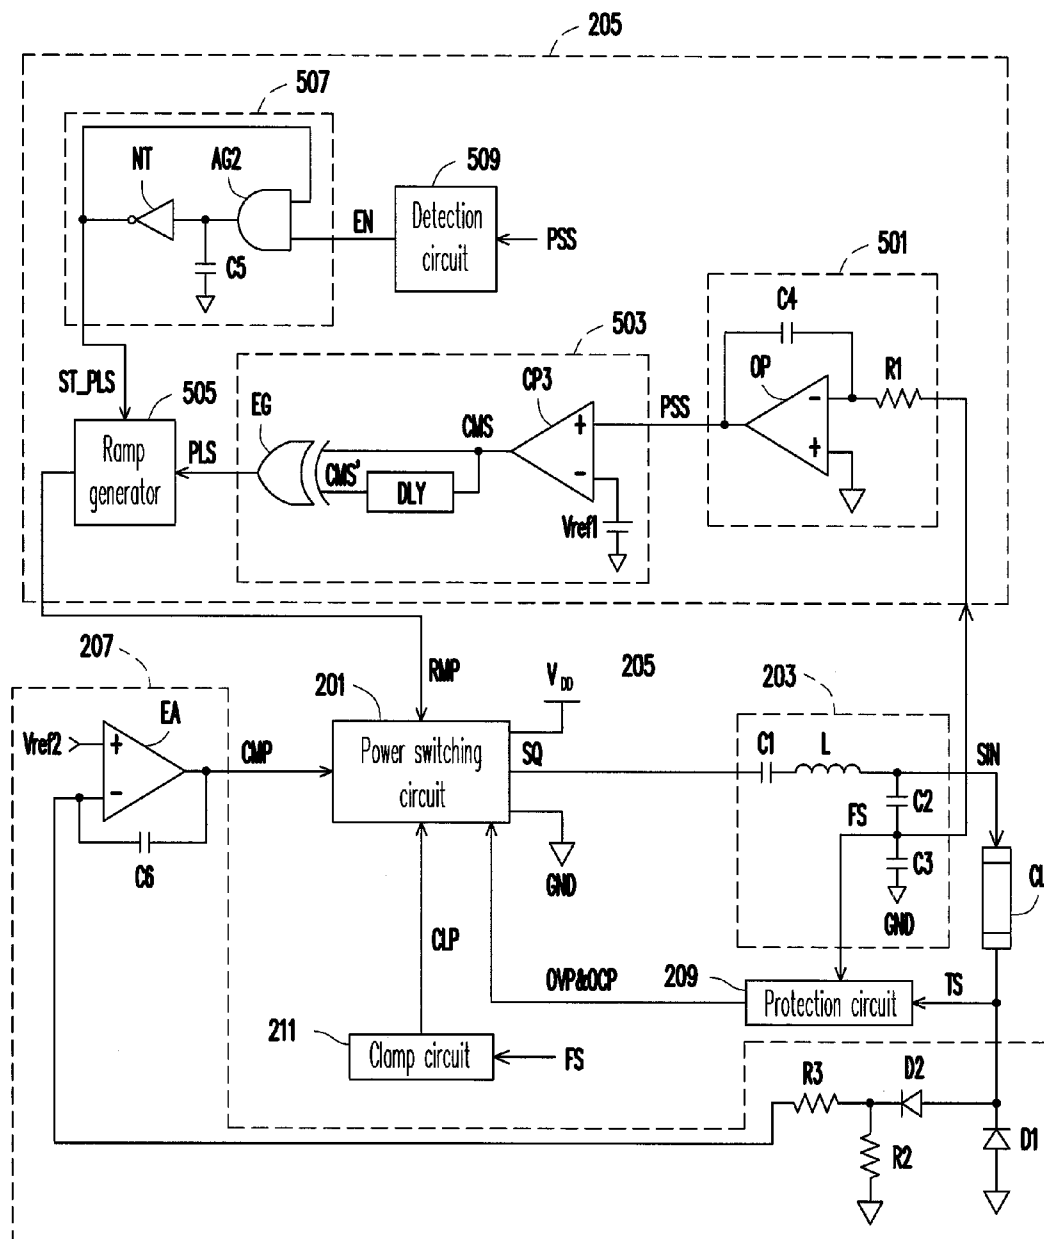 205
507
NT
AG2
509
Detection
circuit
EN
PSS
C5
501
C4
OP
R1
ST_PLS
505
503
EG
CP3
PSS
CMS
Ramp
generator
PLS
CMS'
DLY
Vref1
207
EA
Vref2
CMP
201
RMP
VDD
205
Power switching
circuit
SQ
203
C1
L
SIN
C2
FS
C3
GND
C6
GND
CL
CLP
OVP&OCP
209
Protection circuit
TS
211
Clamp circuit
FS
R3
D2
R2
D1